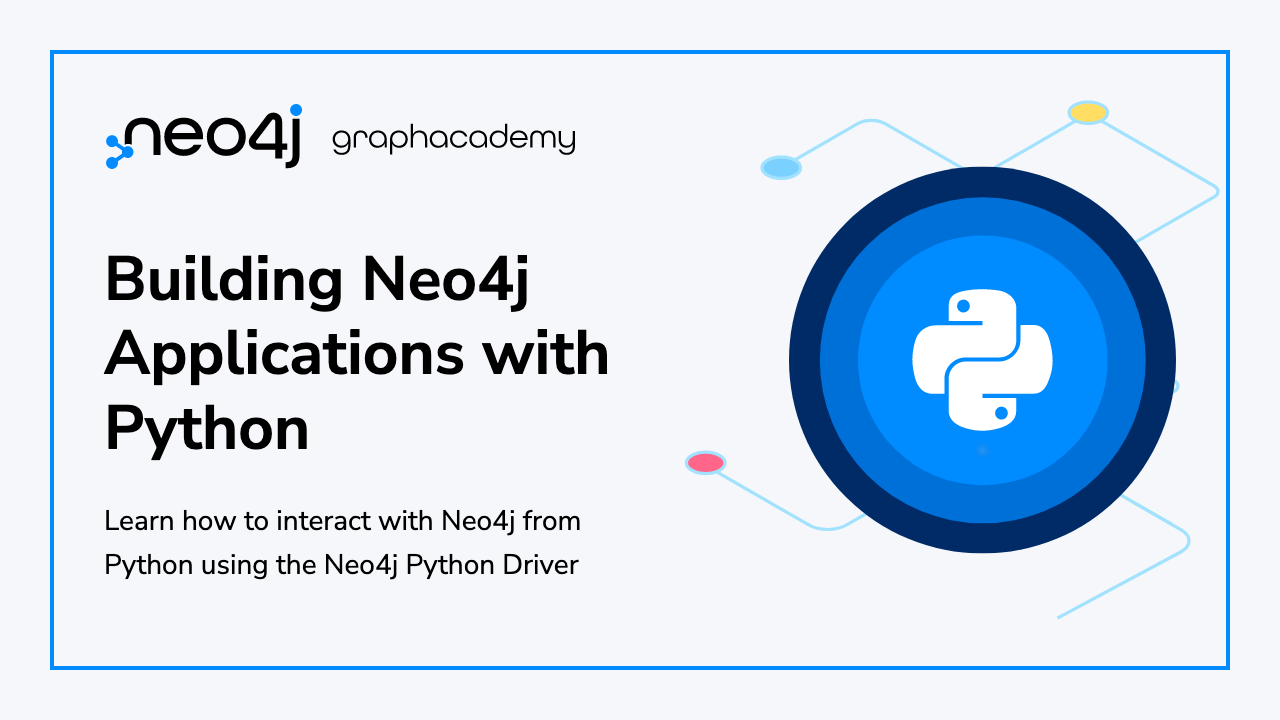 neo4j graphacademy
Building Neo4j
Applications with
Python
Learn how to interact with Neo4j from
Python using the Neo4j Python Driver